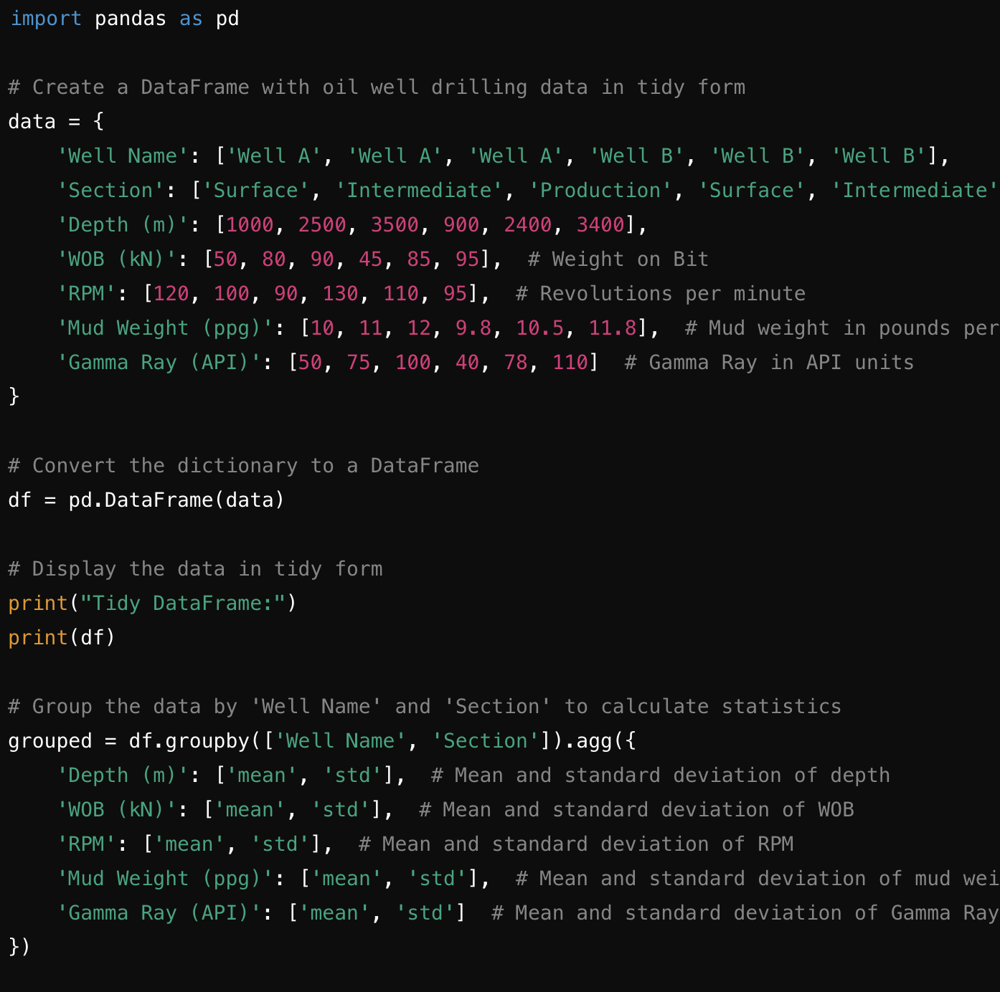 import pandas as pd
# Create a DataFrame with oil well drilling data in tidy form
data = {
    'Well Name': ['Well A', 'Well A', 'Well A', 'Well B', 'Well B', 'Well B'],
    'Section': ['Surface', 'Intermediate', 'Production', 'Surface', 'Intermediate'
    'Depth (m)': [1000, 2500, 3500, 900, 2400, 3400],
    'WOB (kN)': [50, 80, 90, 45, 85, 95],  # Weight on Bit
    'RPM': [120, 100, 90, 130, 110, 95],  # Revolutions per minute
    'Mud Weight (ppg)': [10, 11, 12, 9.8, 10.5, 11.8],  # Mud weight in pounds per
    'Gamma Ray (API)': [50, 75, 100, 40, 78, 110]  # Gamma Ray in API units
}
# Convert the dictionary to a DataFrame
df = pd.DataFrame(data)
# Display the data in tidy form
print("Tidy DataFrame:")
print(df)
# Group the data by 'Well Name' and 'Section' to calculate statistics
grouped = df.groupby(['Well Name', 'Section']).agg({
    'Depth (m)': ['mean', 'std'],  # Mean and standard deviation of depth
    'WOB (kN)': ['mean', 'std'],  # Mean and standard deviation of WOB
    'RPM': ['mean', 'std'],  # Mean and standard deviation of RPM
    'Mud Weight (ppg)': ['mean', 'std'],  # Mean and standard deviation of mud wei
    'Gamma Ray (API)': ['mean', 'std']  # Mean and standard deviation of Gamma Ray
})